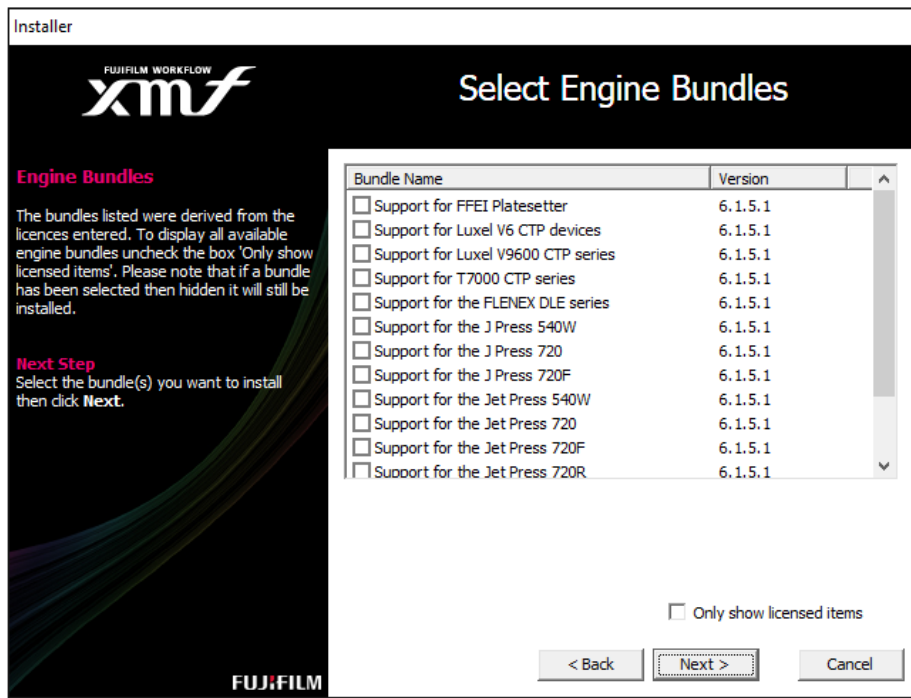 Installer
FUJIFILM WORKFLOW
xmf
Select Engine Bundles
Engine Bundles
The bundles listed were derived from the
licences entered. To display all available
engine bundles uncheck the box 'Only show
licensed items'. Please note that if a bundle
has been selected then hidden it will still be
installed.
Next Step
Select the bundle(s) you want to install
then click Next.
Bundle Name Version
Support for FFEI Platesetter 6.1.5.1
Support for Luxel V6 CTP devices 6.1.5.1
Support for Luxel V9600 CTP series 6.1.5.1
Support for T7000 CTP series 6.1.5.1
Support for the FLENEX DLE series 6.1.5.1
Support for the J Press 540W 6.1.5.1
Support for the J Press 720 6.1.5.1
Support for the J Press 720F 6.1.5.1
Support for the Jet Press 540W 6.1.5.1
Support for the Jet Press 720 6.1.5.1
Support for the Jet Press 720F 6.1.5.1
Support for the Jet Press 720R 6.1.5.1
Only show licensed items
< Back Next > Cancel
FUJIFILM